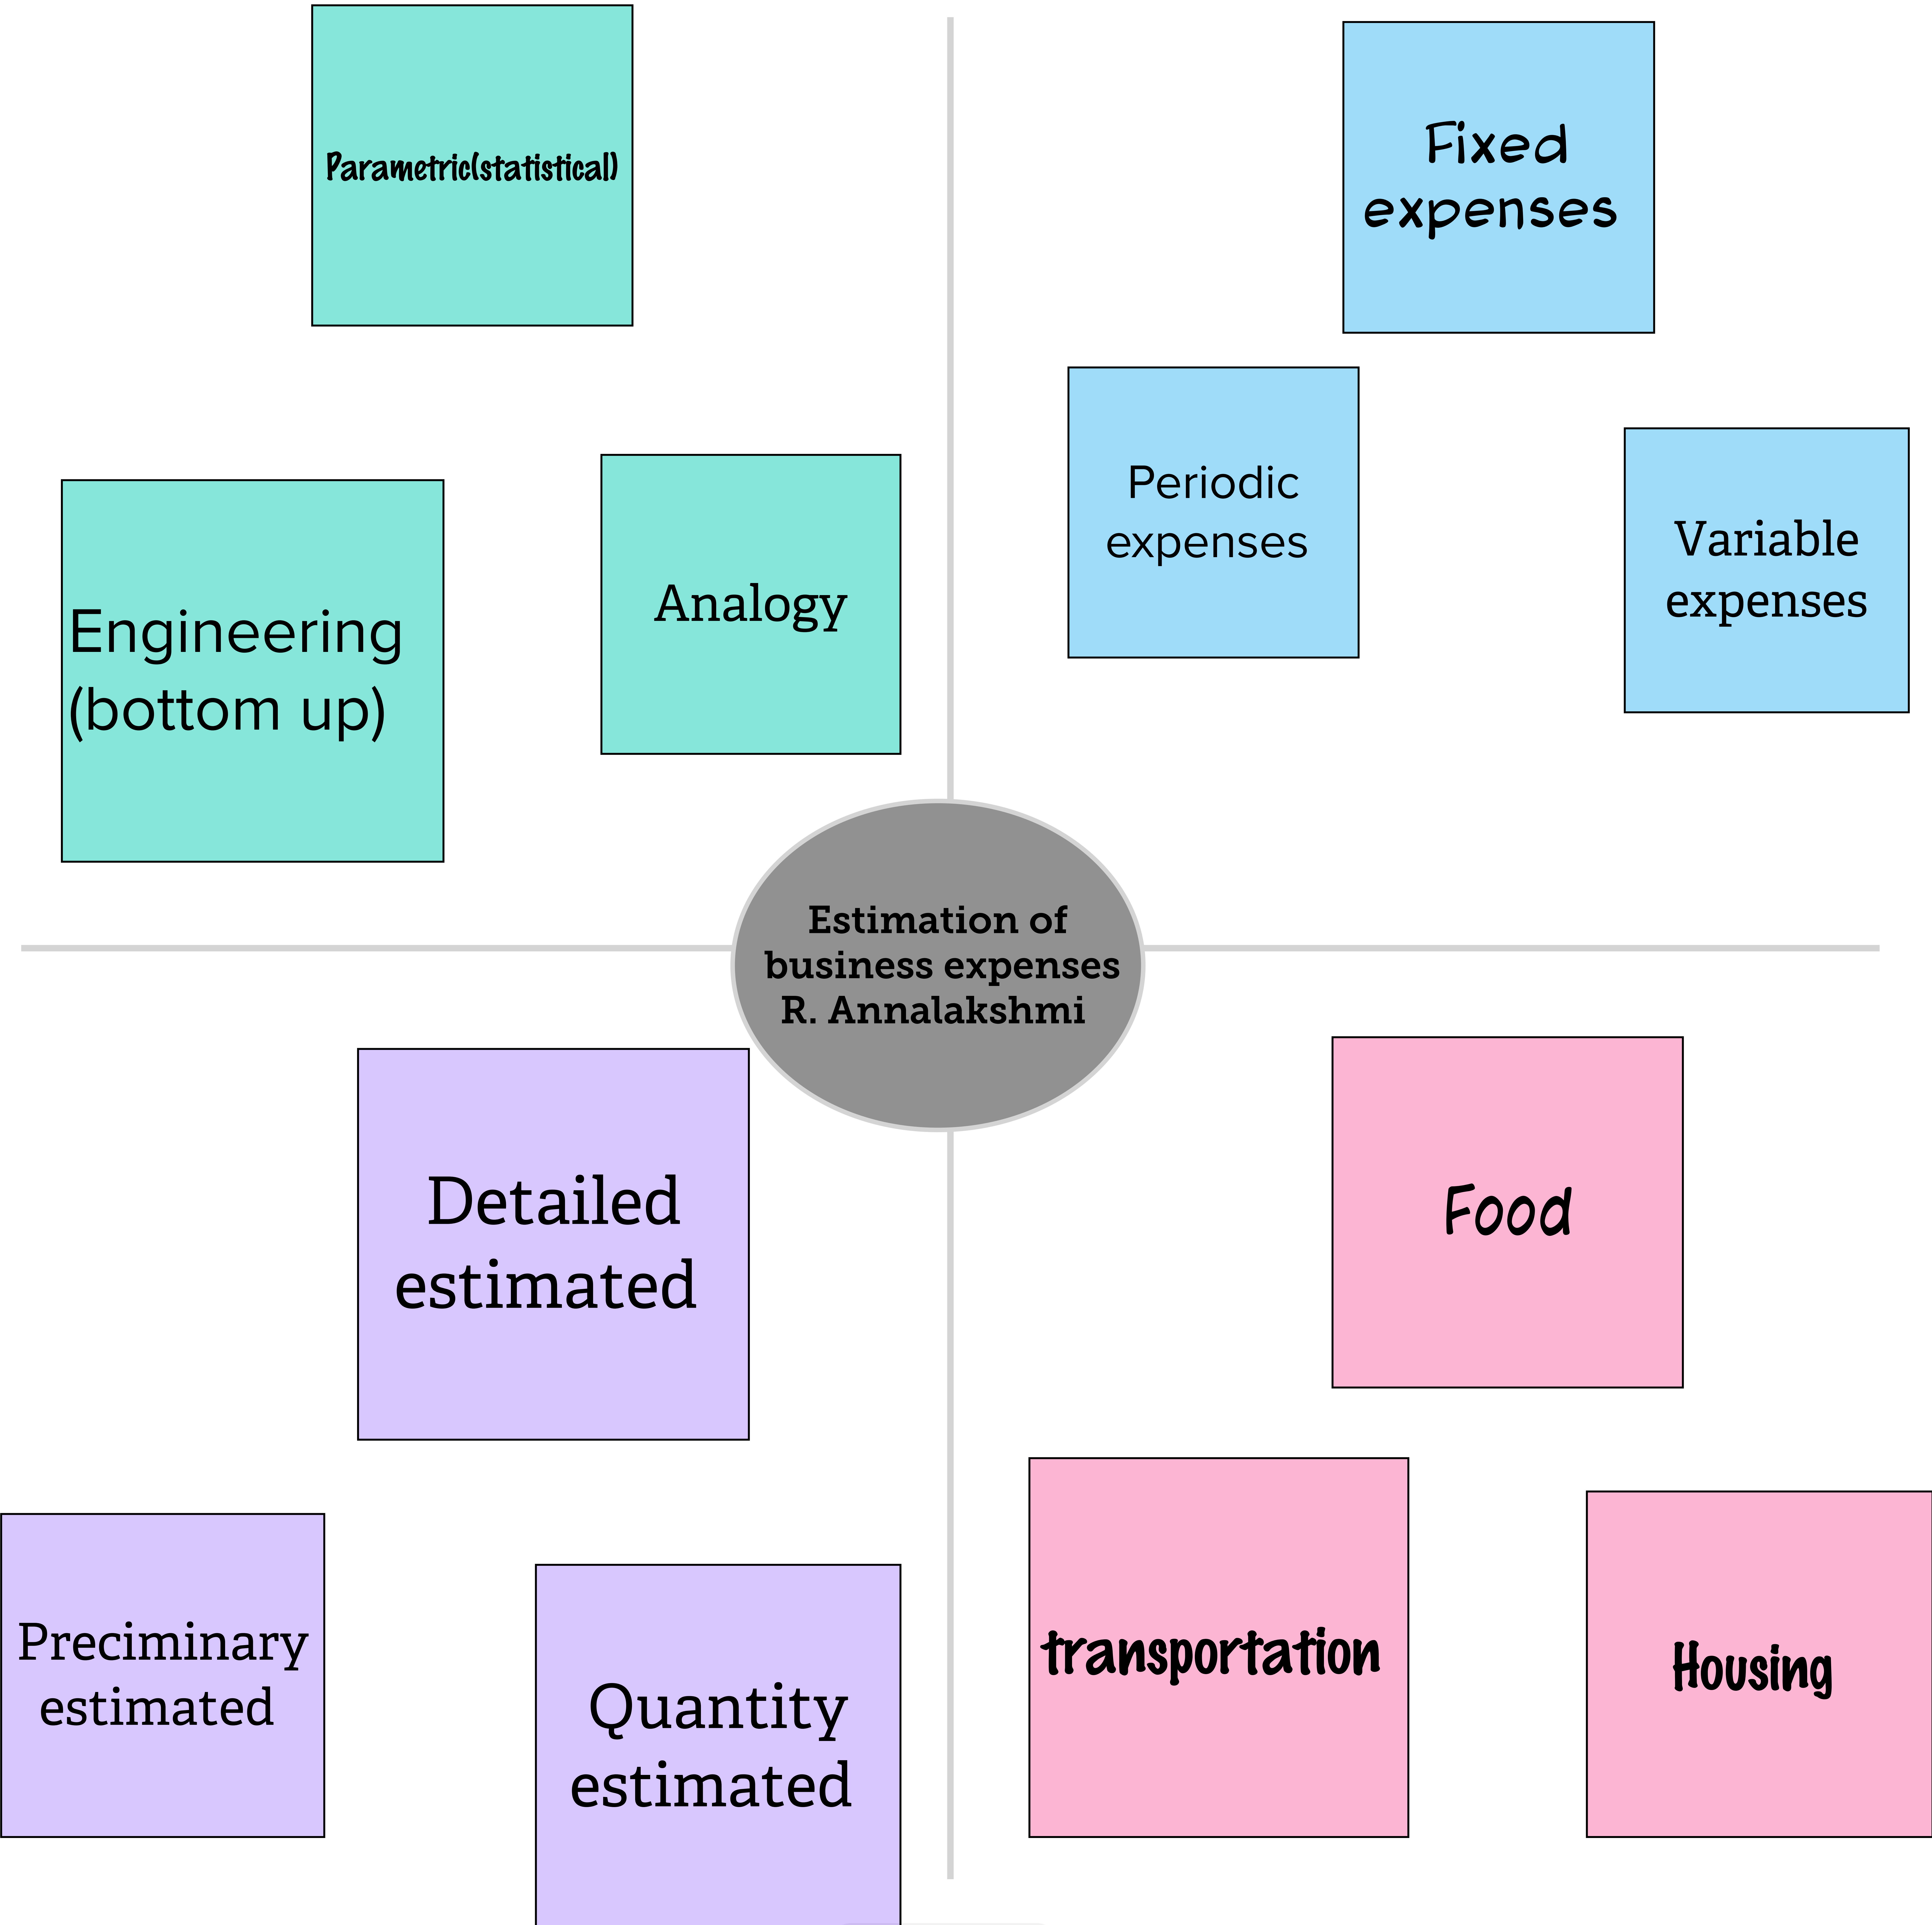 Parametric(statistical)
Engineering
(bottom up)
Analogy
Fixed
expenses
Periodic
expenses
Variable
expenses
Estimation of
business expenses
R. Annalakshmi
Detailed
estimated
Preciminary
estimated
Quantity
estimated
Food
transportation
Housing